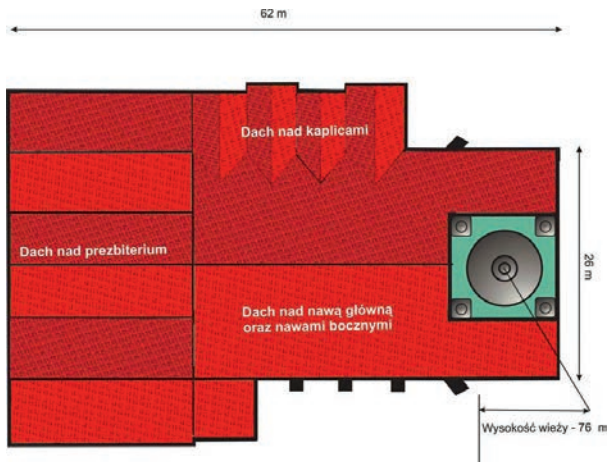 62 m
Dach nad kaplicami
Dach nad prezbiterium
26 m
Dach nad nawą główną
oraz nawami bocznymi
Wysokość wieży - 76 m